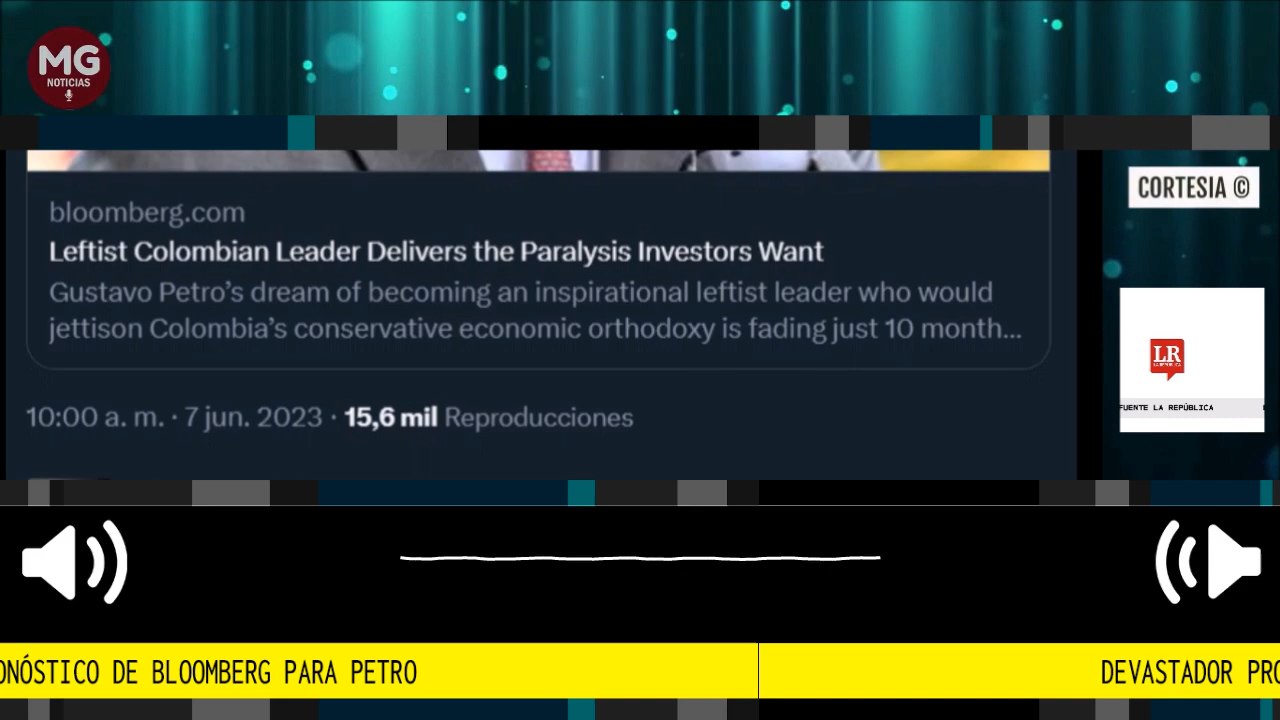 MG
NOTICIAS
CORTESIA ©
bloomberg.com
Leftist Colombian Leader Delivers the Paralysis Investors Want
Gustavo Petro’s dream of becoming an inspirational leftist leader who would
jettison Colombia’s conservative economic orthodoxy is fading just 10 month...
LR
LA REPÚBLICA
FUENTE LA REPÚBLICA
10:00 a. m. · 7 jun. 2023 · 15,6 mil Reproducciones
ONÓSTICO DE BLOOMBERG PARA PETRO
DEVASTADOR PRO